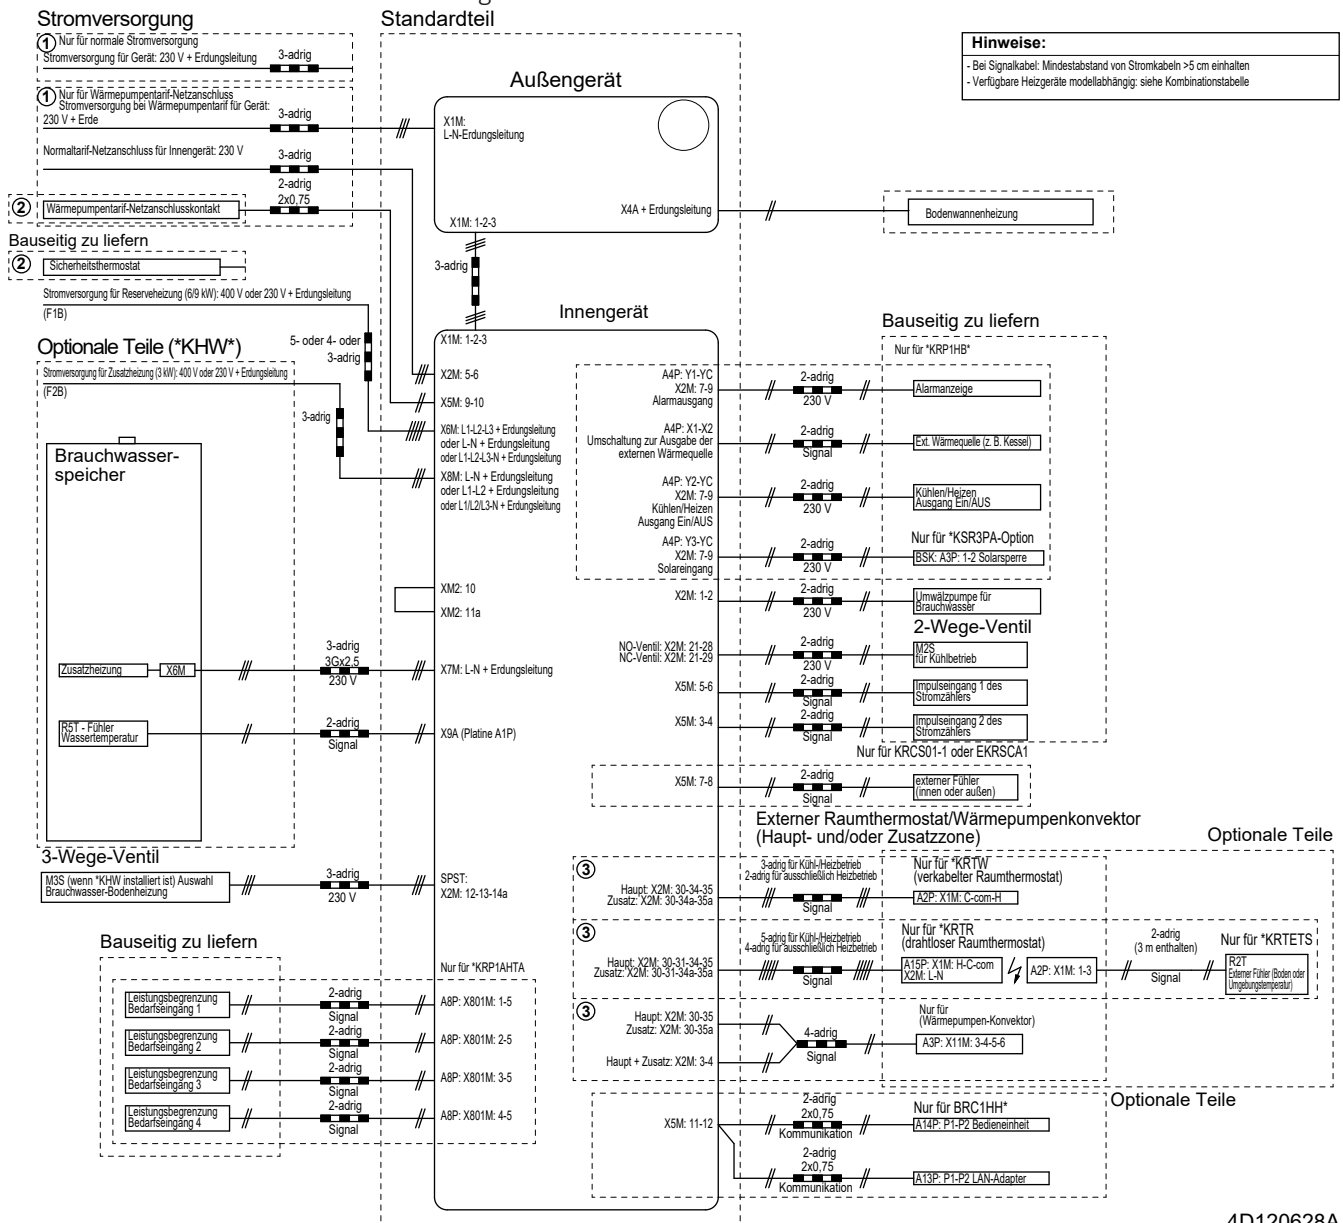 Stromversorgung
① Nur für normale Stromversorgung
Stromversorgung für Gerät: 230 V + Erdungsleitung
3-adrig
① Nur für Wärmepumpentarif-Netzanschluss
Stromversorgung bei Wärmepumpentarif für Gerät:
230 V + Erde
3-adrig
Normaltarif-Netzanschluss für Innengerät: 230 V
3-adrig
2-adrig
2x0,75
② Wärmepumpentarif-Netzanschlusskontakt
Bauseitig zu liefern
② Sicherheitsthermostat
Stromversorgung für Reserveheizung (6/9 kW): 400 V oder 230 V + Erdungsleitung
(F1B)
5- oder 4- oder
3-adrig
Optionale Teile (*KHW*)
Stromversorgung für Zusatzheizung (3 kW): 400 V oder 230 V + Erdungsleitung
(F2B)
3-adrig
Brauchwasser-
speicher
Zusatzheizung
X6M
3-adrig
3Gx2,5
230 V
R5T - Fühler
Wassertemperatur
2-adrig
Signal
3-Wege-Ventil
M3S (wenn *KHW installiert ist) Auswahl
Brauchwasser-Bodenheizung
3-adrig
230 V
Bauseitig zu liefern
Leistungsbegrenzung
Bedarfseingang 1
2-adrig
Signal
Leistungsbegrenzung
Bedarfseingang 2
2-adrig
Signal
Leistungsbegrenzung
Bedarfseingang 3
2-adrig
Signal
Leistungsbegrenzung
Bedarfseingang 4
2-adrig
Signal
Standardteil
Außengerät
X1M:
L-N-Erdungsleitung
X4A + Erdungsleitung
X1M: 1-2-3
3-adrig
Innengerät
X1M: 1-2-3
X2M: 5-6
X5M: 9-10
X6M: L1-L2-L3 + Erdungsleitung
oder L-N + Erdungsleitung
oder L1-L2-L3-N + Erdungsleitung
X8M: L-N + Erdungsleitung
oder L1-L2 + Erdungsleitung
oder L1/L2/L3-N + Erdungsleitung
XM2: 10
XM2: 11a
X7M: L-N + Erdungsleitung
X9A (Platine A1P)
SPST:
X2M: 12-13-14a
Nur für *KRP1AHTA
A8P: X801M: 1-5
A8P: X801M: 2-5
A8P: X801M: 3-5
A8P: X801M: 4-5
Hinweise:
- Bei Signalkabel: Mindestabstand von Stromkabeln >5 cm einhalten
- Verfügbare Heizgeräte modellabhängig: siehe Kombinationstabelle
Bodenwannenheizung
Bauseitig zu liefern
Nur für *KRP1HB*
A4P: Y1-YC
X2M: 7-9
Alarmausgang
2-adrig
230 V
Alarmanzeige
A4P: X1-X2
Umschaltung zur Ausgabe der
externen Wärmequelle
2-adrig
Signal
Ext. Wärmequelle (z. B. Kessel)
A4P: Y2-YC
X2M: 7-9
Kühlen/Heizen
Ausgang Ein/AUS
2-adrig
230 V
Kühlen/Heizen
Ausgang Ein/AUS
Nur für *KSR3PA-Option
A4P: Y3-YC
X2M: 7-9
Solareingang
2-adrig
230 V
BSK: A3P: 1-2 Solarsperre
X2M: 1-2
2-adrig
230 V
Umwälzpumpe für
Brauchwasser
2-Wege-Ventil
NO-Ventil: X2M: 21-28
NC-Ventil: X2M: 21-29
2-adrig
230 V
M2S
für Kühlbetrieb
X5M: 5-6
2-adrig
Signal
Impulseingang 1 des
Stromzählers
X5M: 3-4
2-adrig
Signal
Impulseingang 2 des
Stromzählers
Nur für KRCS01-1 oder EKRSCA1
X5M: 7-8
2-adrig
Signal
externer Fühler
(innen oder außen)
Externer Raumthermostat/Wärmepumpenkonvektor
(Haupt- und/oder Zusatzzone)
Optionale Teile
③
Haupt: X2M: 30-34-35
Zusatz: X2M: 30-34a-35a
3-adrig für Kühl-/Heizbetrieb
2-adrig für ausschließlich Heizbetrieb
Signal
Nur für *KRTW
(verkabelter Raumthermostat)
A2P: X1M: C-com-H
③
Haupt: X2M: 30-31-34-35
Zusatz: X2M: 30-31-34a-35a
5-adrig für Kühl-/Heizbetrieb
4-adrig für ausschließlich Heizbetrieb
Signal
Nur für *KRTR
(drahtloser Raumthermostat)
A15P: X1M: H-C-com
X2M: L-N
A2P: X1M: 1-3
2-adrig
(3 m enthalten)
Signal
Nur für *KRTETS
R2T
Externer Fühler (Boden oder
Umgebungstemperatur)
③
Haupt: X2M: 30-35
Zusatz: X2M: 30-35a
Haupt + Zusatz: X2M: 3-4
4-adrig
Signal
Nur für
(Wärmepumpen-Konvektor)
A3P: X11M: 3-4-5-6
Optionale Teile
X5M: 11-12
2-adrig
2x0,75
Kommunikation
Nur für BRC1HH*
A14P: P1-P2 Bedieneinheit
2-adrig
2x0,75
Kommunikation
A13P: P1-P2 LAN-Adapter
4D120628A